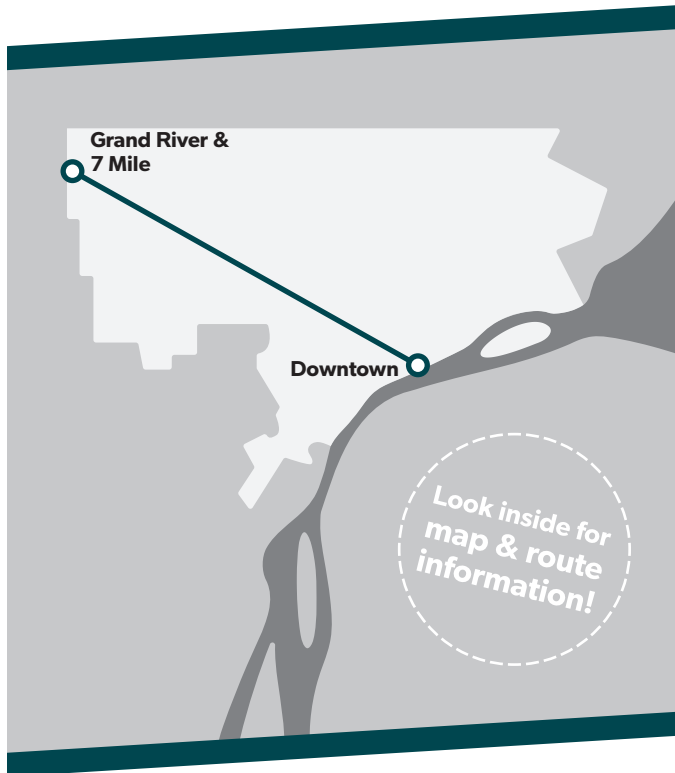 Grand River &
7 Mile
Downtown
Look inside for
map & route
information!